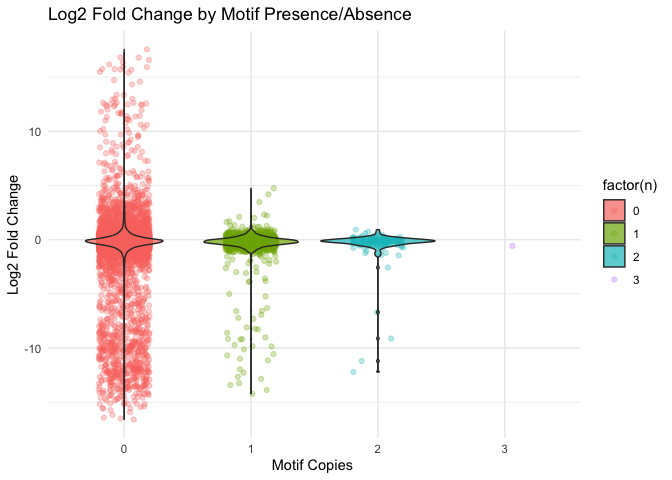 Log2 Fold Change by Motif Presence/Absence
Log2 Fold Change
10
0
-10
0 1 2 3
Motif Copies
factor(n)
0
1
2
3